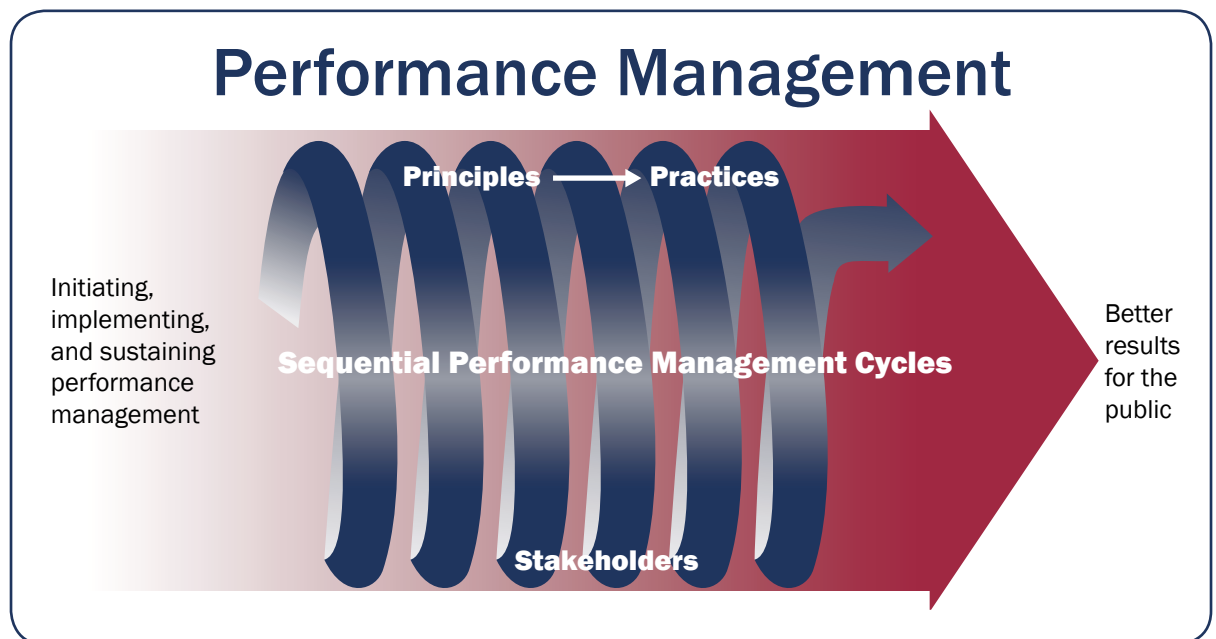 Performance Management
Principles → Practices
Initiating,
implementing,
and sustaining
performance
management
Sequential Performance Management Cycles
Better
results
for the
public
Stakeholders